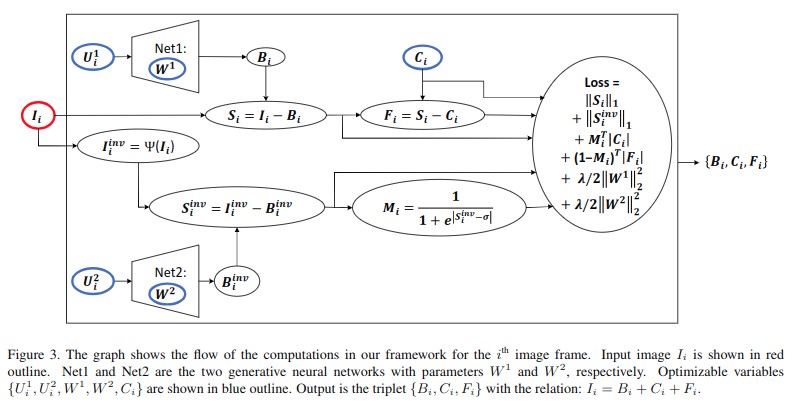 U_i^1
Net1:
W^1
B_i
C_i
I_i
S_i = I_i − B_i
F_i = S_i − C_i
Loss =
‖S_i‖_1
+ ‖S_i^{inv}‖_1
+ M_i^T|C_i|
+ (1-M_i)^T|F_i|
+ λ/2‖W^1‖_2^2
+ λ/2‖W^2‖_2^2
{B_i, C_i, F_i}
I_i^{inv} = Ψ(I_i)
S_i^{inv} = I_i^{inv} − B_i^{inv}
M_i = 1 / (1 + e^{|S_i^{inv}−σ|})
U_i^2
Net2:
W^2
B_i^{inv}
Figure 3. The graph shows the flow of the computations in our framework for the i^{th} image frame. Input image I_i is shown in red
outline. Net1 and Net2 are the two generative neural networks with parameters W^1 and W^2, respectively. Optimizable variables
{U_i^1, U_i^2, W^1, W^2, C_i} are shown in blue outline. Output is the triplet {B_i, C_i, F_i} with the relation: I_i = B_i + C_i + F_i.